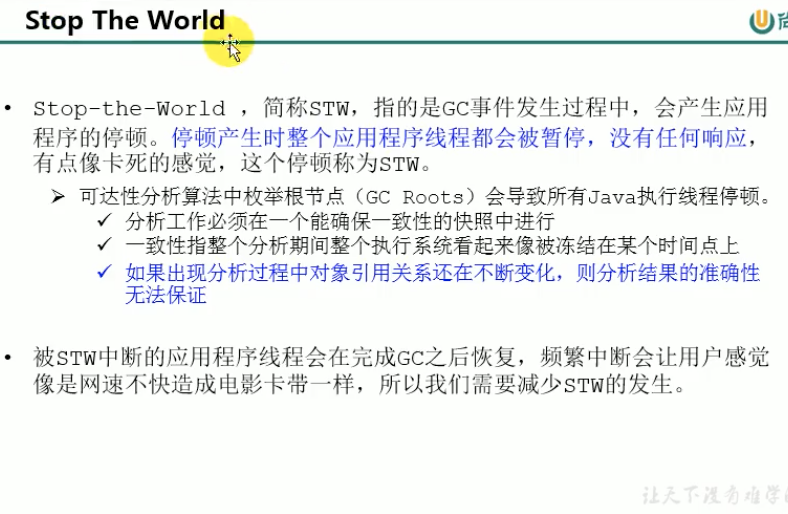 Stop The World
尚
• Stop-the-World ，简称STW，指的是GC事件发生过程中，会产生应用
程序的停顿。停顿产生时整个应用程序线程都会被暂停，没有任何响应，
有点像卡死的感觉，这个停顿称为STW。
➢ 可达性分析算法中枚举根节点（GC Roots）会导致所有Java执行线程停顿。
✓ 分析工作必须在一个能确保一致性的快照中进行
✓ 一致性指整个分析期间整个执行系统看起来像被冻结在某个时间点上
✓ 如果出现分析过程中对象引用关系还在不断变化，则分析结果的准确性
无法保证
• 被STW中断的应用程序线程会在完成GC之后恢复，频繁中断会让用户感觉
像是网速不快造成电影卡带一样，所以我们需要减少STW的发生。
让天下没有难学